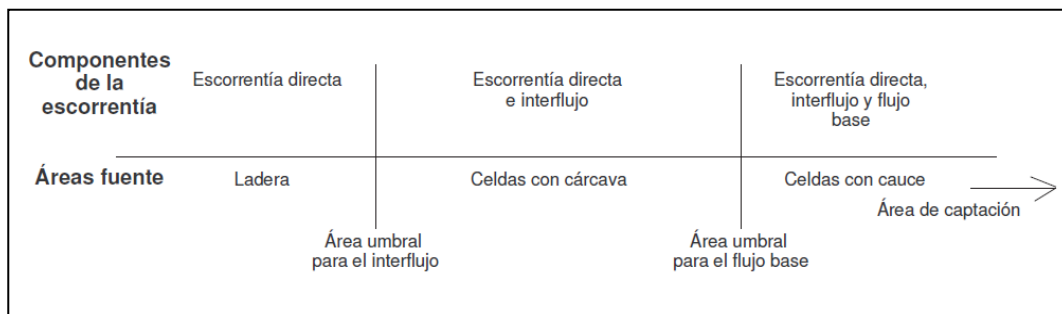 Componentes
de la
escorrentía
Escorrentía directa
Escorrentía directa
e interflujo
Escorrentía directa,
interflujo y flujo
base
Áreas fuente
Ladera
Celdas con cárcava
Celdas con cauce
Área de captación
Área umbral
para el interflujo
Área umbral
para el flujo base